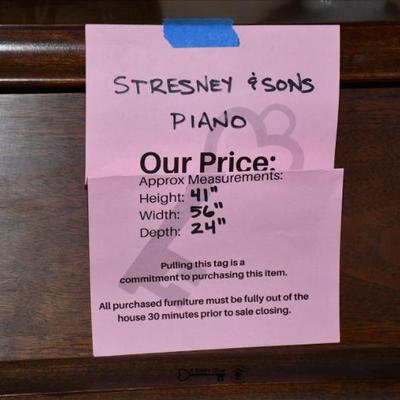 STRESNEY & SONS
PIANO
Our Price:
Approx Measurements:
Height: 41"
Width: 56"
Depth: 24"
Pulling this tag is a
commitment to purchasing this item.
All purchased furniture must be fully out of the
house 30 minutes prior to sale closing.